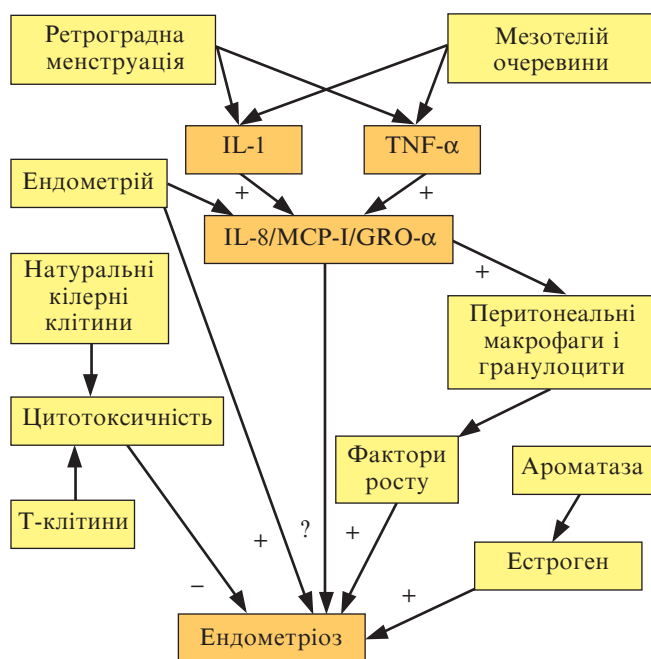 Ретроградна
менструація
Мезотелій
очеревини
IL-1
TNF-α
+
+
Ендометрій
IL-8/MCP-I/GRO-α
+
Натуральні
кілерні
клітини
Перитонеальні
макрофаги і
гранулоцити
Цитотоксичність
Фактори
росту
Ароматаза
Т-клітини
+
?
+
Естроген
–
+
Ендометріоз